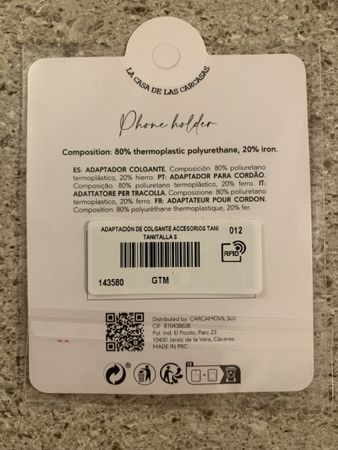 LA CASA DE LAS CARCASAS
Phone holder
Composition: 80% thermoplastic polyurethane, 20% iron.
ES: ADAPTADOR COLGANTE. Composición: 80% poliuretano
termoplástico, 20% hierro. PT: ADAPTADOR PARA CORDÃO.
Composição: 80% poliuretano termoplástico, 20% ferro. IT:
ADATTATORE PER TRACOLLA. Composizione: 80% poliuretano
termoplastico, 20% ferro. FR: ADAPTATEUR POUR CORDON.
Composition: 80% polyuréthane thermoplastique, 20% fer
ADAPTACIÓN DE COLGANTE ACCESORIOS TANI
TANI/TALLA S
012
RFID
143580
GTM
Distributed by: CARCAMOVIL SLU
CIF: B10438638
Pol. Ind. El Pocito, Parc Z3
10400 Jaraíz de la Vera, Cáceres
MADE IN PRC